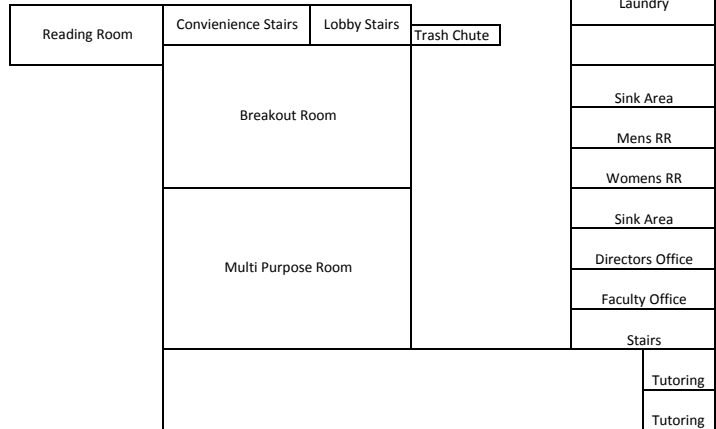 Laundry
Reading Room
Convienience Stairs
Lobby Stairs
Trash Chute
Breakout Room
Sink Area
Mens RR
Womens RR
Sink Area
Multi Purpose Room
Directors Office
Faculty Office
Stairs
Tutoring
Tutoring